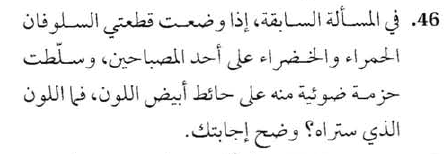 46. في المسألة السابقة، إذا وضعت قطعتي السلوفان
الحمراء والخضراء على أحد المصباحين، وسلّطت
حزمة ضوئية منه على حائط أبيض اللون، فما اللون
الذي ستراه؟ وضح إجابتك.